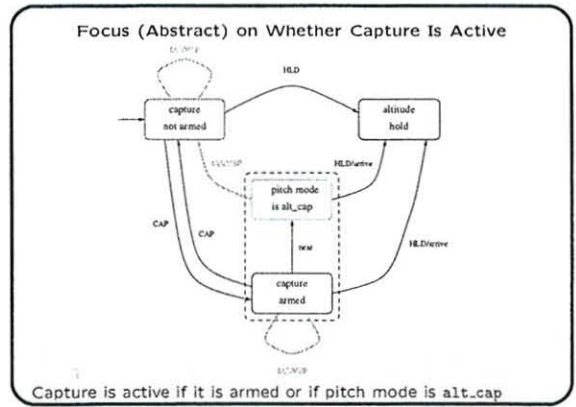 Focus (Abstract) on Whether Capture Is Active
HLD
capture
not armed
altitude
hold
HLD/active
pitch mode
is alt_cap
CAP
CAP
near
HLD/active
capture
armed
Capture is active if it is armed or if pitch mode is alt_cap